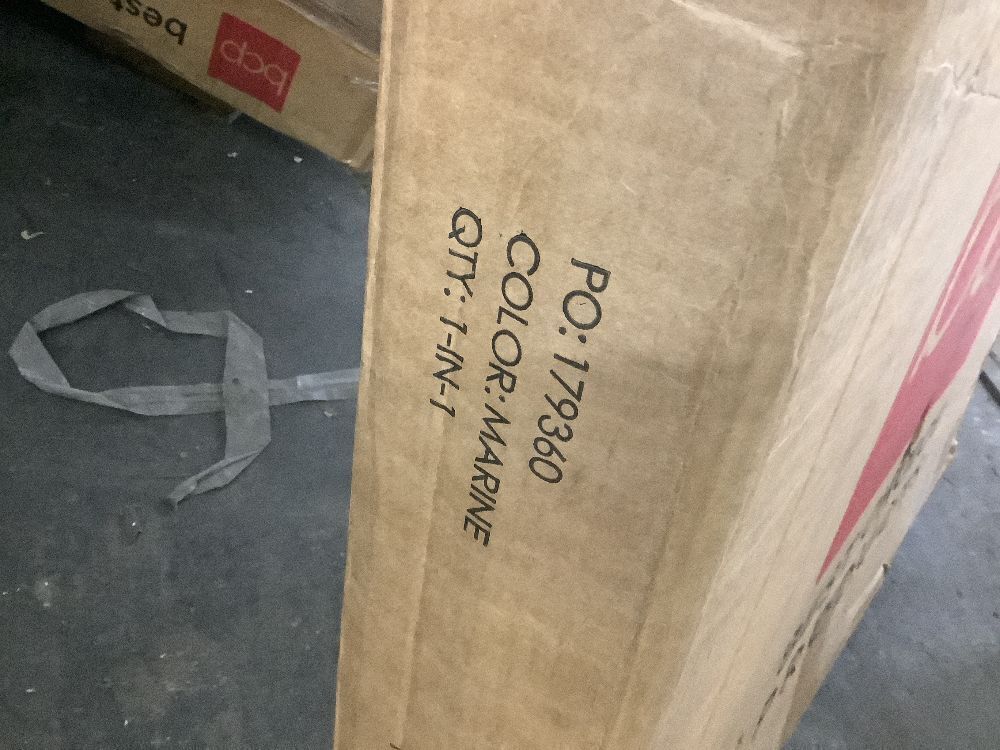 PO: 179360
COLOR: MARINE
QTY: 1-IN-1
bcp
best